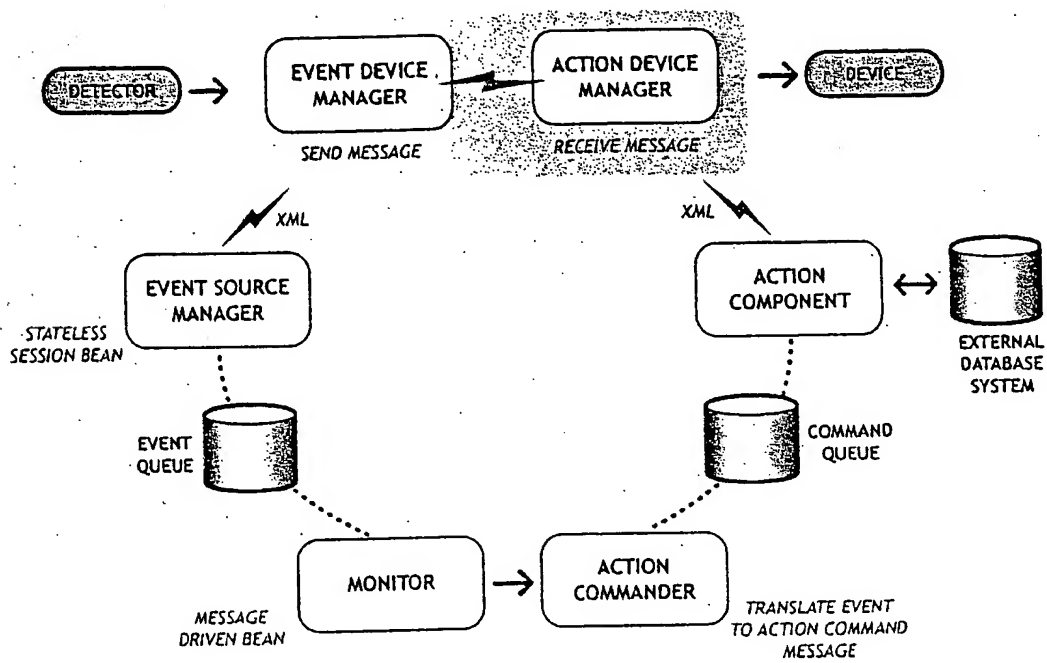 DETECTOR
EVENT DEVICE
MANAGER
ACTION DEVICE
MANAGER
DEVICE
SEND MESSAGE
RECEIVE MESSAGE
XML
XML
EVENT SOURCE
MANAGER
ACTION
COMPONENT
STATELESS
SESSION BEAN
EXTERNAL
DATABASE
SYSTEM
EVENT
QUEUE
COMMAND
QUEUE
MONITOR
ACTION
COMMANDER
MESSAGE
DRIVEN BEAN
TRANSLATE EVENT
TO ACTION COMMAND
MESSAGE